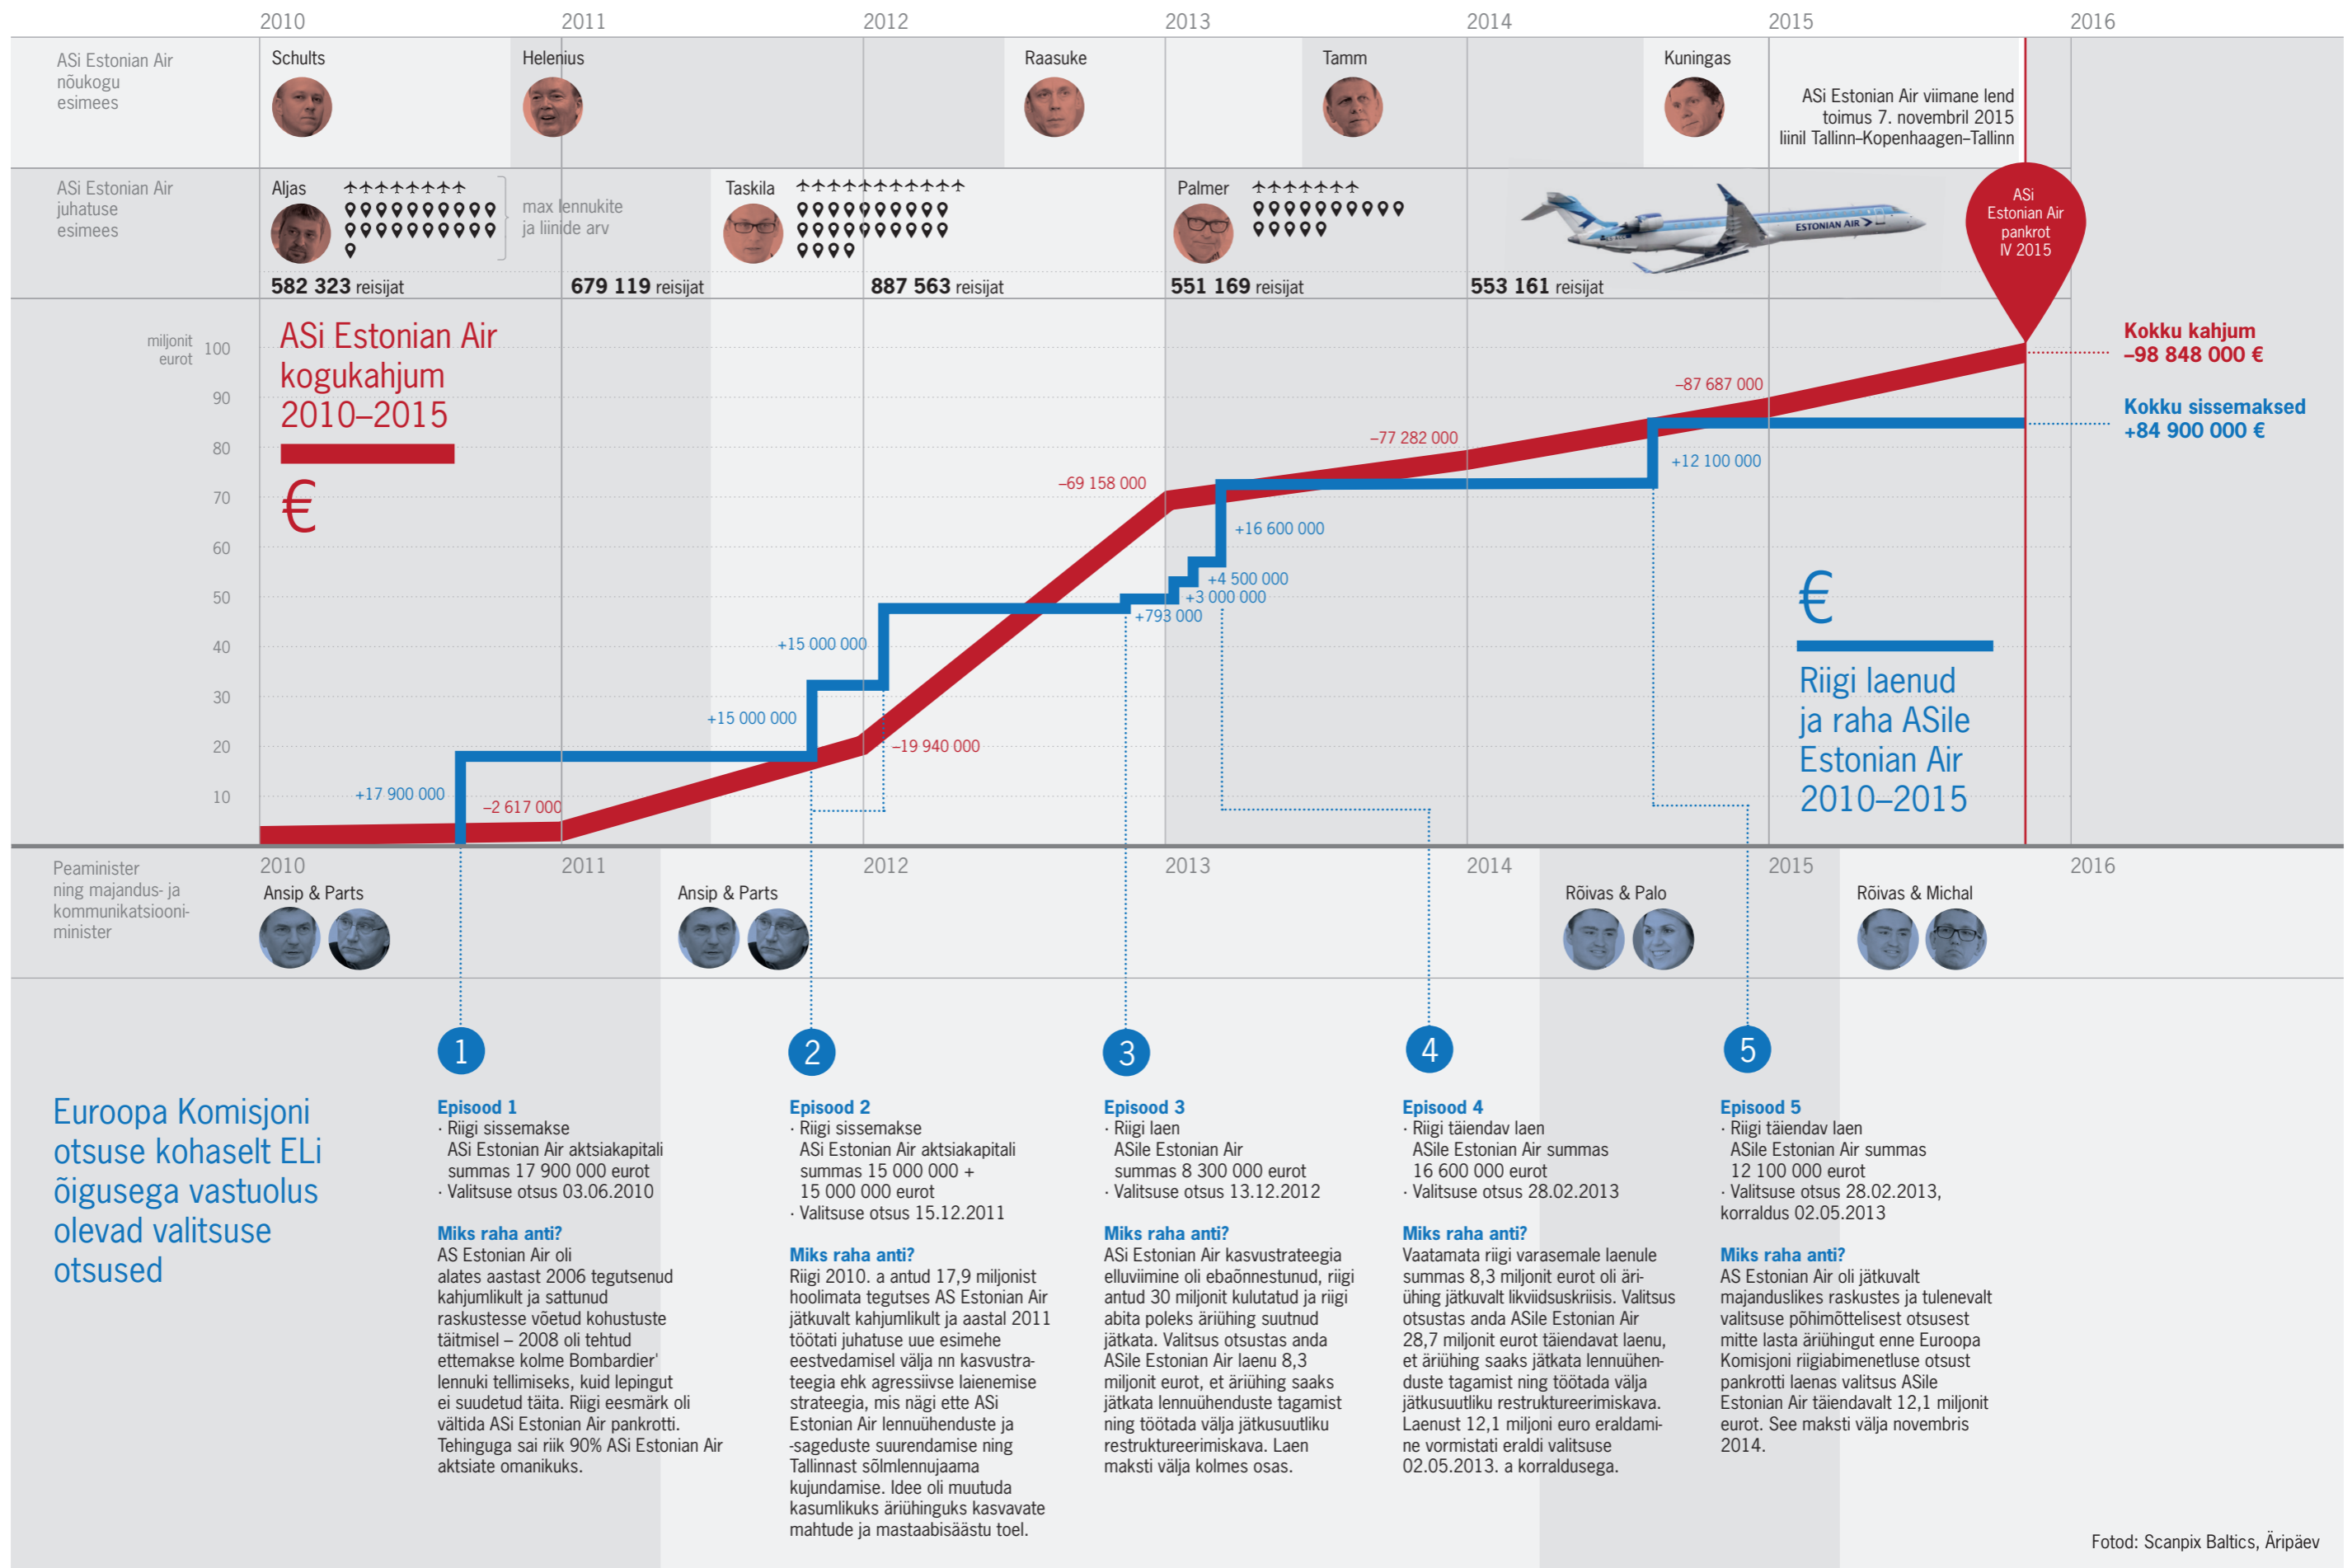 2010 2011 2012 2013 2014 2015 2016
ASi Estonian Air
nõukogu
esimees
Schults
Helenius
Raasuke
Tamm
Kuningas
ASi Estonian Air viimane lend
toimus 7. novembril 2015
liinil Tallinn–Kopenhaagen–Tallinn
ASi Estonian Air
juhatuse
esimees
Aljas
max lennukite
ja liinide arv
Taskila
Palmer
ESTONIAN AIR
ASi
Estonian Air
pankrot
IV 2015
582 323 reisijat
679 119 reisijat
887 563 reisijat
551 169 reisijat
553 161 reisijat
miljonit
eurot
100
90
80
70
60
50
40
30
20
10
ASi Estonian Air
kogukahjum
2010–2015
€
Kokku kahjum
–98 848 000 €
Kokku sissemaksed
+84 900 000 €
–87 687 000
–77 282 000
–69 158 000
–19 940 000
–2 617 000
+17 900 000
+15 000 000
+15 000 000
+793 000
+3 000 000
+4 500 000
+16 600 000
+12 100 000
€
Riigi laenud
ja raha ASile
Estonian Air
2010–2015
2010 2011 2012 2013 2014 2015 2016
Peaminister
ning majandus- ja
kommunikatsiooni-
minister
Ansip & Parts
Ansip & Parts
Rõivas & Palo
Rõivas & Michal
1
2
3
4
5
Euroopa Komisjoni
otsuse kohaselt ELi
õigusega vastuolus
olevad valitsuse
otsused
Episood 1
· Riigi sissemakse
ASi Estonian Air aktsiakapitali
summas 17 900 000 eurot
· Valitsuse otsus 03.06.2010
Miks raha anti?
AS Estonian Air oli
alates aastast 2006 tegutsenud
kahjumlikult ja sattunud
raskustesse võetud kohustuste
täitmisel – 2008 oli tehtud
ettemakse kolme Bombardier'
lennuki tellimiseks, kuid lepingut
ei suudetud täita. Riigi eesmärk oli
vältida ASi Estonian Air pankrotti.
Tehinguga sai riik 90% ASi Estonian Air
aktsiate omanikuks.
Episood 2
· Riigi sissemakse
ASi Estonian Air aktsiakapitali
summas 15 000 000 +
15 000 000 eurot
· Valitsuse otsus 15.12.2011
Miks raha anti?
Riigi 2010. a antud 17,9 miljonist
hoolimata tegutses AS Estonian Air
jätkuvalt kahjumlikult ja aastal 2011
töötati juhatuse uue esimehe
eestvedamisel välja nn kasvustra-
teegia ehk agressiivse laienemise
strateegia, mis nägi ette ASi
Estonian Air lennuühenduste ja
-sageduste suurendamise ning
Tallinnast sõlmlennujaama
kujundamise. Idee oli muutuda
kasumlikuks äriühinguks kasvavate
mahtude ja mastaabisäästu toel.
Episood 3
· Riigi laen
ASile Estonian Air
summas 8 300 000 eurot
· Valitsuse otsus 13.12.2012
Miks raha anti?
ASi Estonian Air kasvustrateegia
elluviimine oli ebaõnnestunud, riigi
antud 30 miljonit kulutatud ja riigi
abita poleks äriühing suutnud
jätkata. Valitsus otsustas anda
ASile Estonian Air laenu 8,3
miljonit eurot, et äriühing saaks
jätkata lennuühenduste tagamist
ning töötada välja jätkusuutliku
restruktureerimiskava. Laen
maksti välja kolmes osas.
Episood 4
· Riigi täiendav laen
ASile Estonian Air summas
16 600 000 eurot
· Valitsuse otsus 28.02.2013
Miks raha anti?
Vaatamata riigi varasemale laenule
summas 8,3 miljonit eurot oli äri-
ühing jätkuvalt likviidsuskriisis. Valitsus
otsustas anda ASile Estonian Air
28,7 miljonit eurot täiendavat laenu,
et äriühing saaks jätkata lennuühen-
duste tagamist ning töötada välja
jätkusuutliku restruktureerimiskava.
Laenust 12,1 miljoni euro eraldami-
ne vormistati eraldi valitsuse
02.05.2013. a korraldusega.
Episood 5
· Riigi täiendav laen
ASile Estonian Air summas
12 100 000 eurot
· Valitsuse otsus 28.02.2013,
korraldus 02.05.2013
Miks raha anti?
AS Estonian Air oli jätkuvalt
majanduslikes raskustes ja tulenevalt
valitsuse põhimõttelisest otsusest
mitte lasta äriühingut enne Euroopa
Komisjoni riigiabimenetluse otsust
pankrotti laenas valitsus ASile
Estonian Air täiendavalt 12,1 miljonit
eurot. See maksti välja novembris
2014.
Fotod: Scanpix Baltics, Äripäev